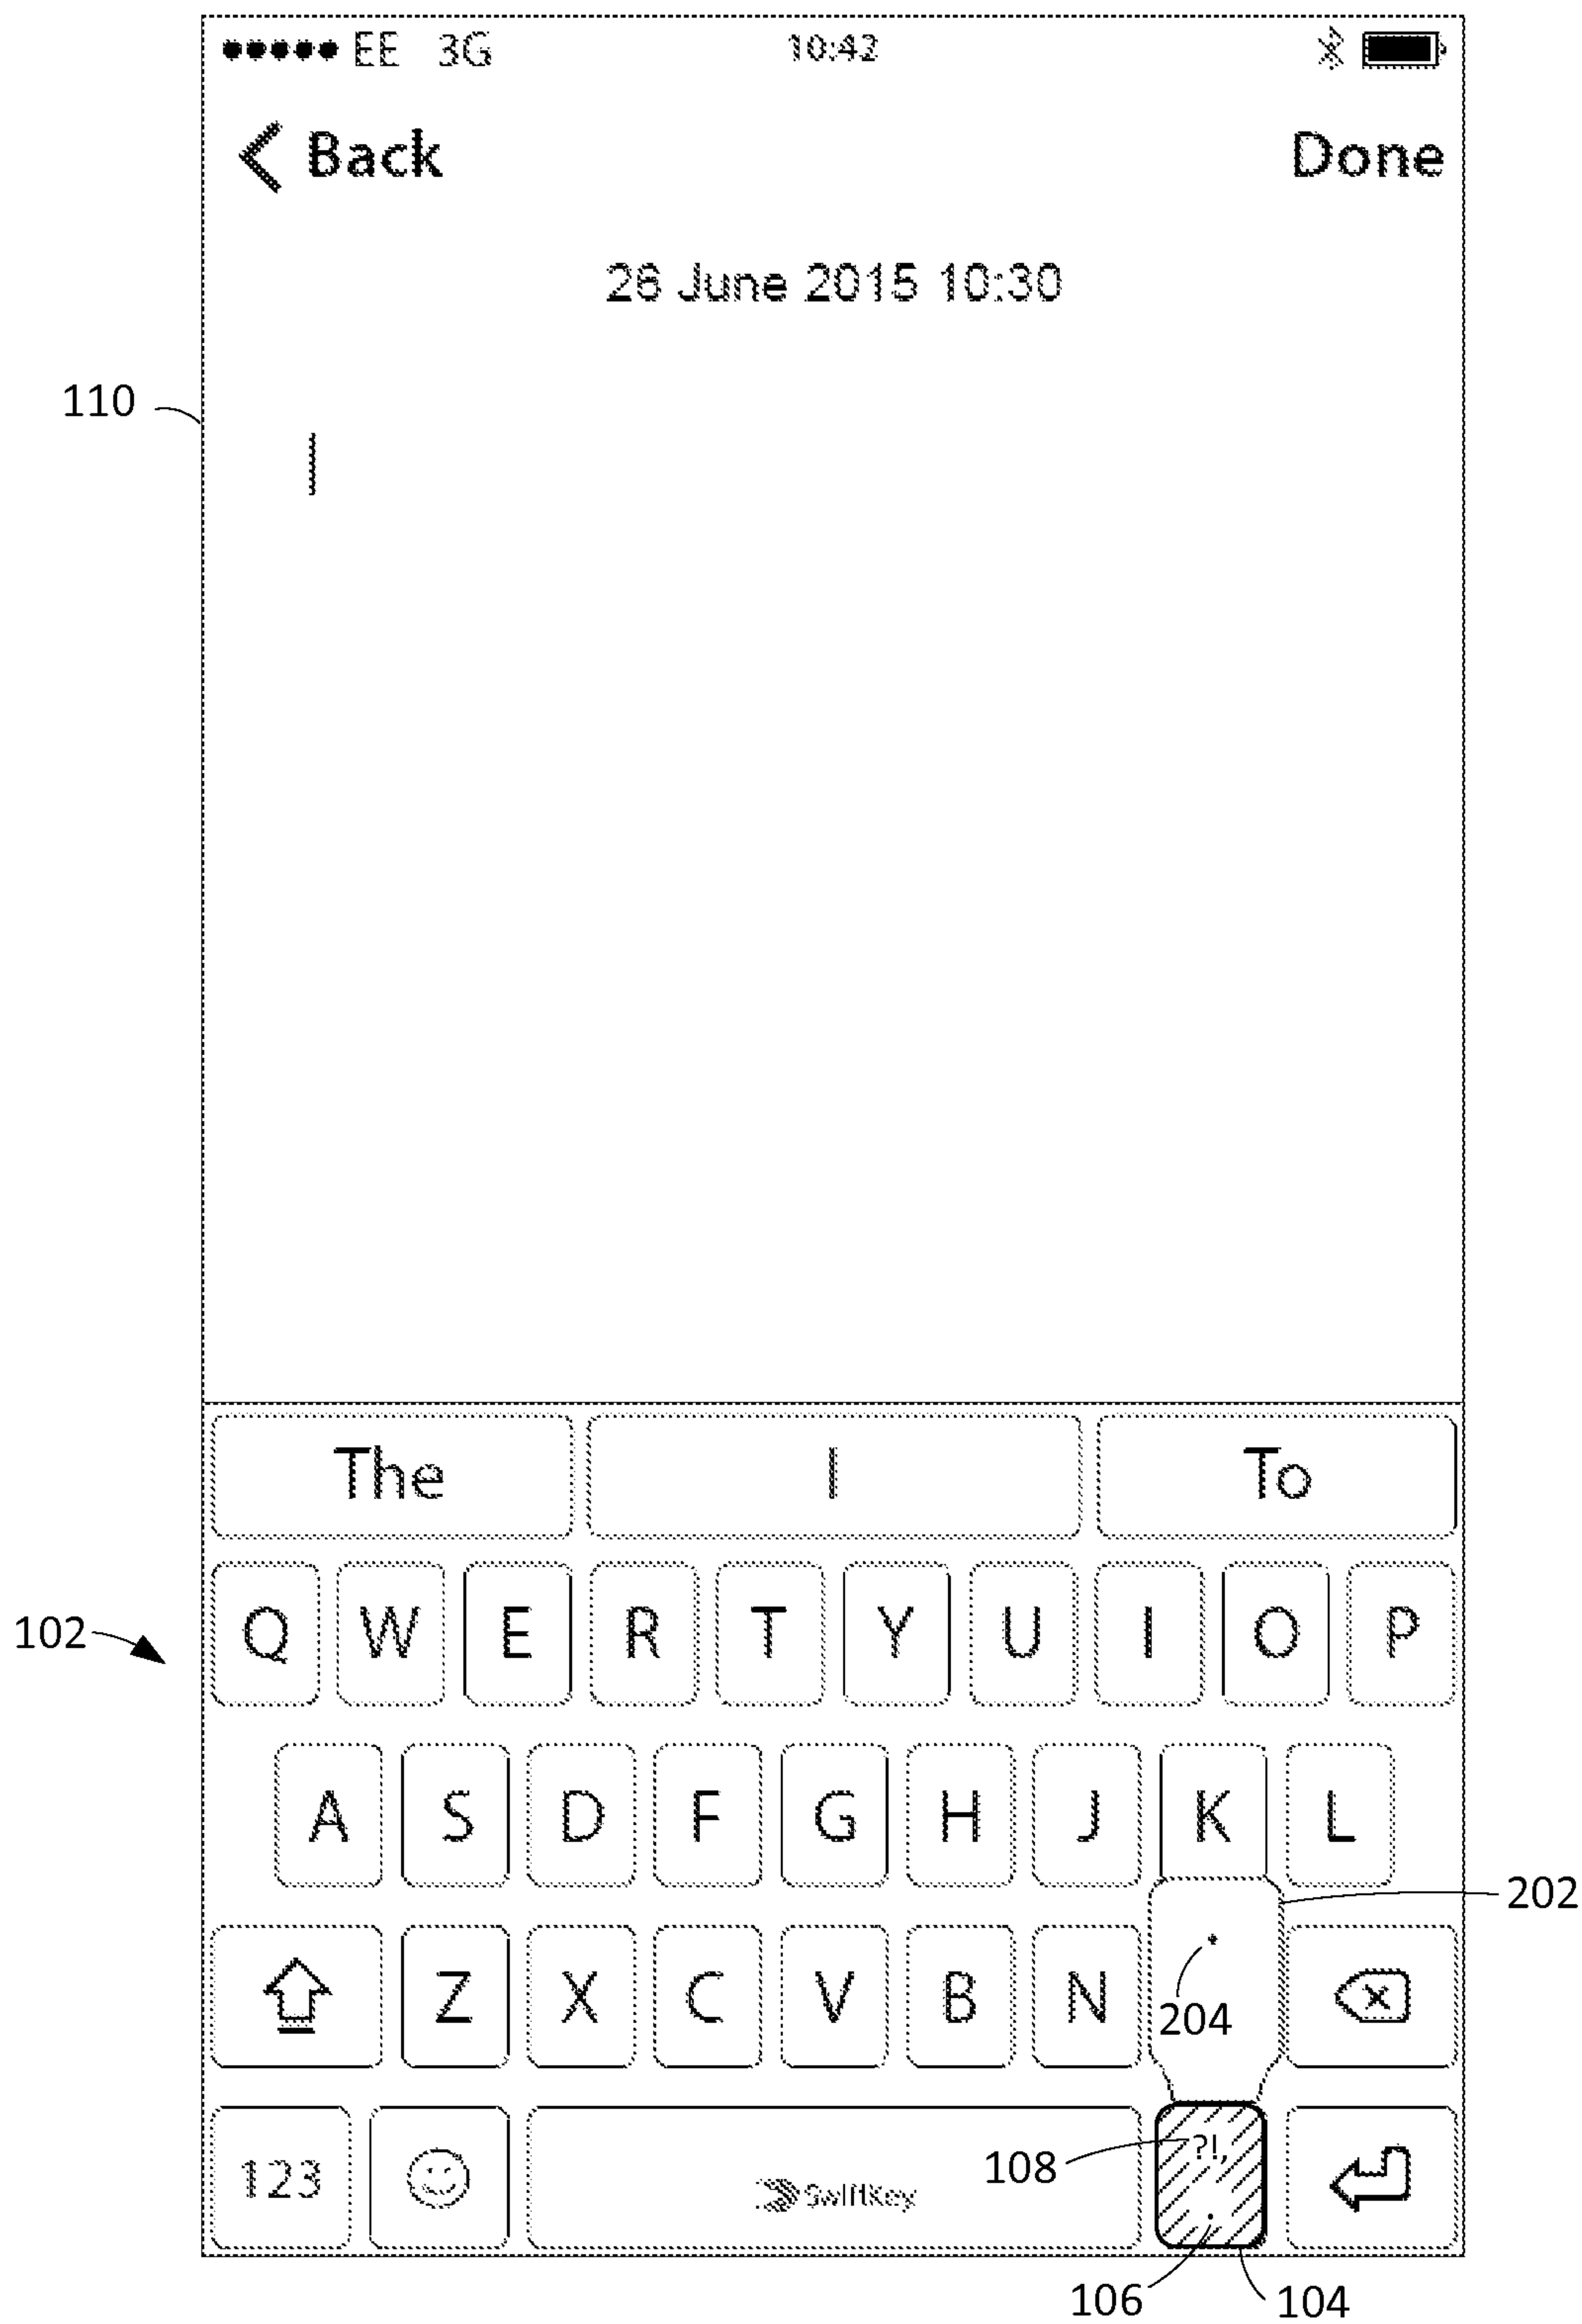 ●●●●● EE 3G 10:42
Back Done
26 June 2015 10:30
110
The I To
102
Q W E R T Y U I O P
A S D F G H J K L
202
Z X C V B N
.
204
123 SwiftKey ?!,
108
.
106 104